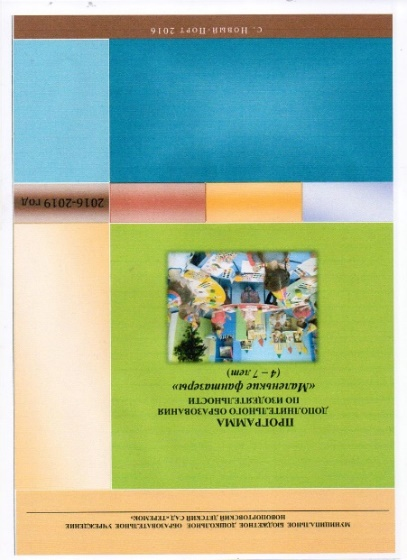 МУНИЦИПАЛЬНОЕ БЮДЖЕТНОЕ ДОШКОЛЬНОЕ ОБРАЗОВАТЕЛЬНОЕ УЧРЕЖДЕНИЕ
НОВОПОРТОВСКИЙ ДЕТСКИЙ САД «ТЕРЕМОК»
ПРОГРАММА
ДОПОЛНИТЕЛЬНОГО ОБРАЗОВАНИЯ
ПО ИЗОДЕЯТЕЛЬНОСТИ
«Маленькие фантазеры»
(4 – 7 лет)
2016-2019 год
с. Новый-Порт 2016